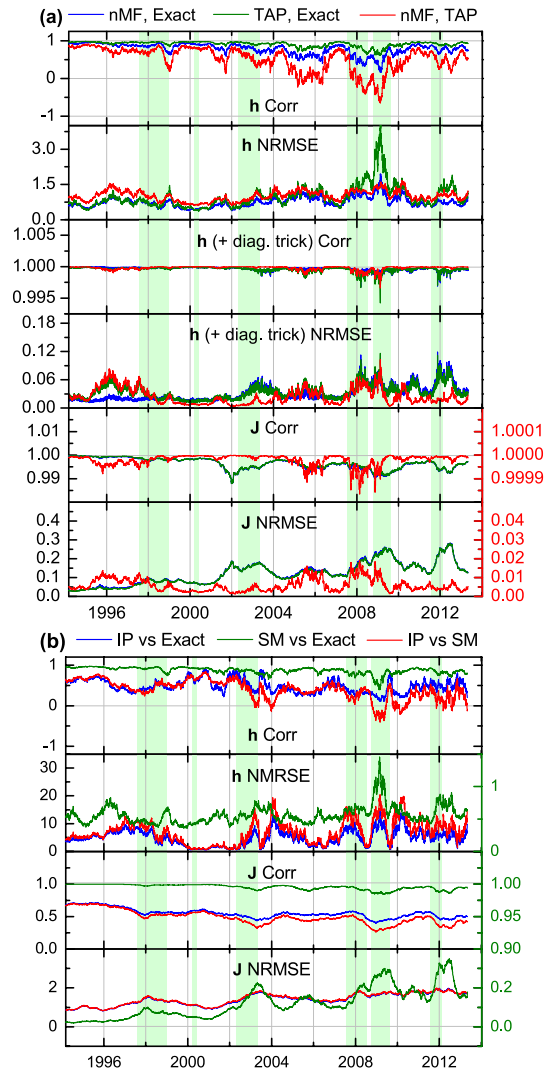 (a) nMF, Exact TAP, Exact nMF, TAP
1
0
-1
h Corr
h NRMSE
3.0
1.5
0.0
1.005
h (+ diag. trick) Corr
1.000
0.995
0.18
h (+ diag. trick) NRMSE
0.12
0.06
0.00
J Corr
1.01 1.0001
1.00 1.0000
0.99 0.9999
J NRMSE
0.4 0.04
0.3 0.03
0.2 0.02
0.1 0.01
0.0 0.00
1996 2000 2004 2008 2012
(b) IP vs Exact SM vs Exact IP vs SM
1
0
-1
h Corr
h NMRSE
30
20 1
10
0 0
J Corr
1.0 1.00
0.5 0.95
0.0 0.90
J NRMSE
2 0.2
1
0 0.0
1996 2000 2004 2008 2012